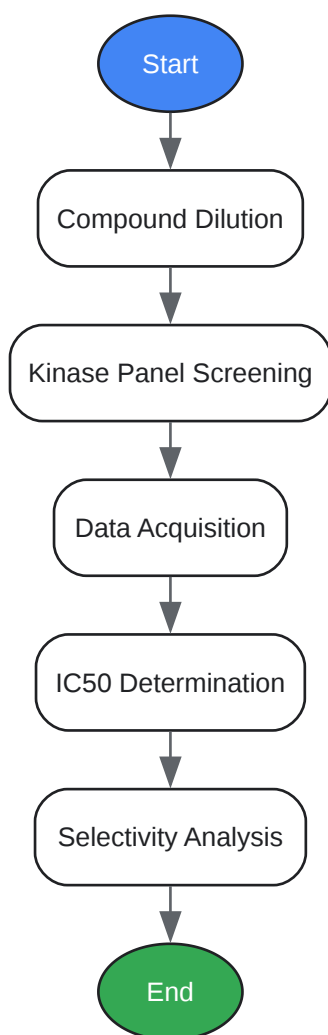 Start
Compound Dilution
Kinase Panel Screening
Data Acquisition
IC50 Determination
Selectivity Analysis
End